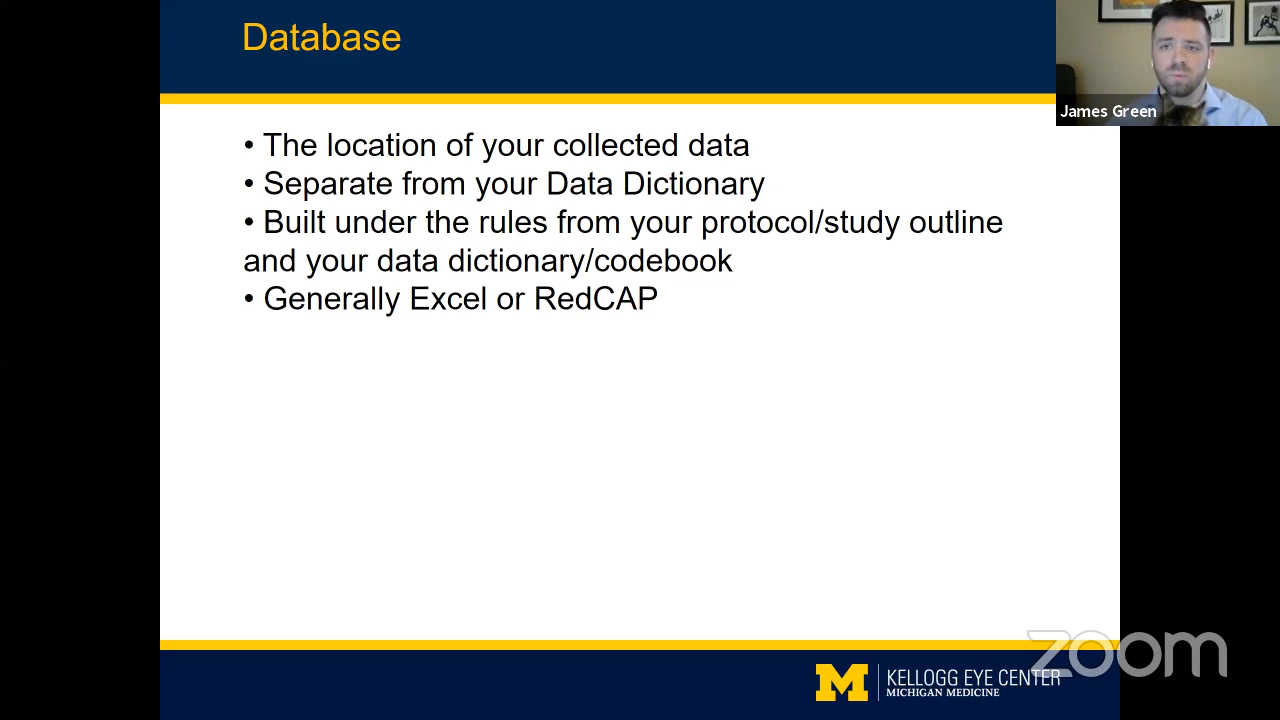 Database
James Green
• The location of your collected data
• Separate from your Data Dictionary
• Built under the rules from your protocol/study outline
and your data dictionary/codebook
• Generally Excel or RedCAP
zoom
M
KELLOGG EYE CENTER
MICHIGAN MEDICINE